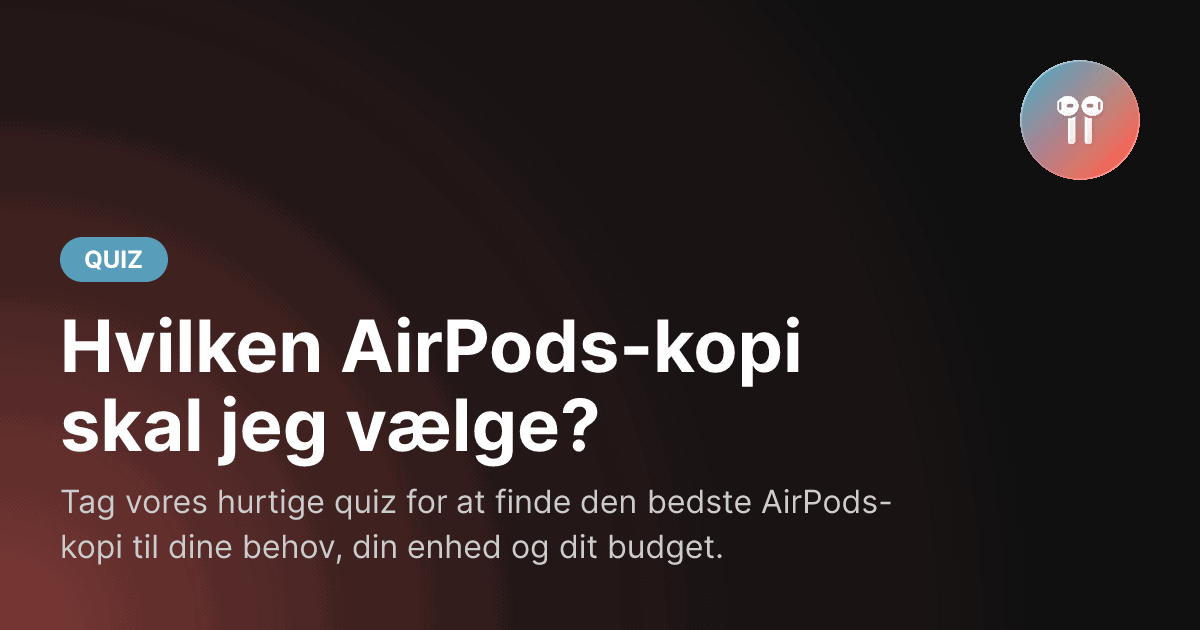 QUIZ
Hvilken AirPods-kopi
skal jeg vælge?
Tag vores hurtige quiz for at finde den bedste AirPods-
kopi til dine behov, din enhed og dit budget.